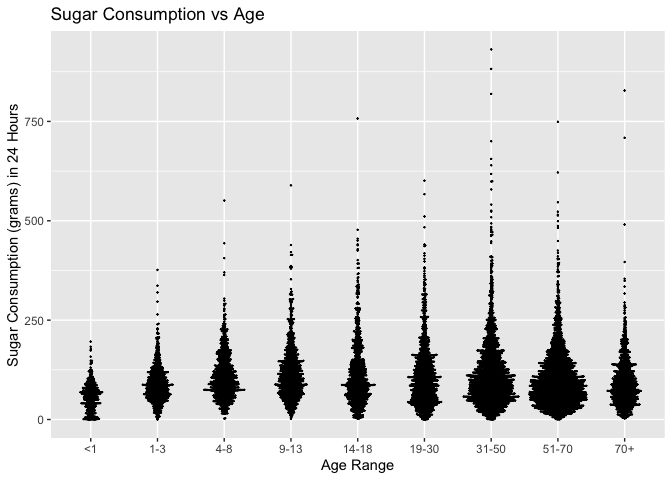 Sugar Consumption vs Age
Sugar Consumption (grams) in 24 Hours
750
500
250
0
<1 1-3 4-8 9-13 14-18 19-30 31-50 51-70 70+
Age Range